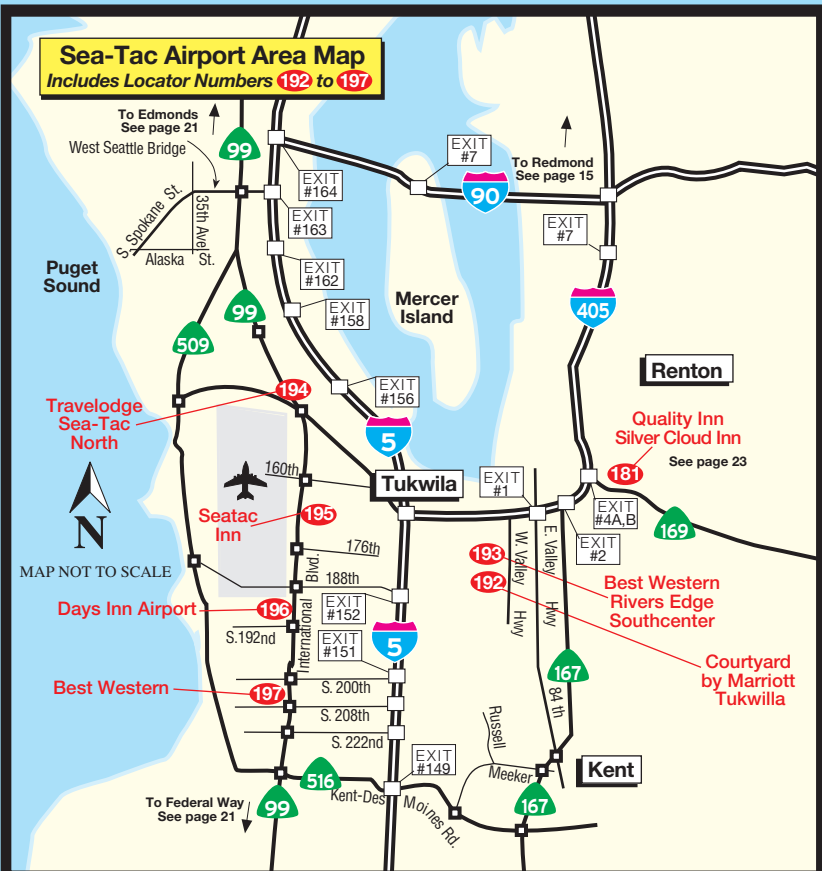 Sea-Tac Airport Area Map
Includes Locator Numbers 192 to 197
To Edmonds
See page 21
West Seattle Bridge
99
EXIT
#164
EXIT
#7
To Redmond
See page 15
90
S. Spokane St.
35th Ave
Alaska St.
EXIT
#163
EXIT
#7
EXIT
#162
Puget
Sound
99
EXIT
#158
Mercer
Island
405
509
Renton
194
EXIT
#156
Travelodge
Sea-Tac
North
5
Quality Inn
Silver Cloud Inn
181
See page 23
160th
Tukwila
EXIT
#1
EXIT
#4A,B
169
N
MAP NOT TO SCALE
Seatac
Inn
195
EXIT
#2
W. Valley
Hwy
E. Valley
Hwy
176th
193
188th
Best Western
Rivers Edge
Southcenter
192
International
Blvd.
Days Inn Airport
196
EXIT
#152
S.192nd
EXIT
#151
5
Courtyard
by Marriott
Tukwilla
167
84 th
Best Western
197
S. 200th
S. 208th
S. 222nd
Russell
EXIT
#149
Meeker
Kent
516
Kent-Des Moines Rd.
167
To Federal Way
See page 21
99